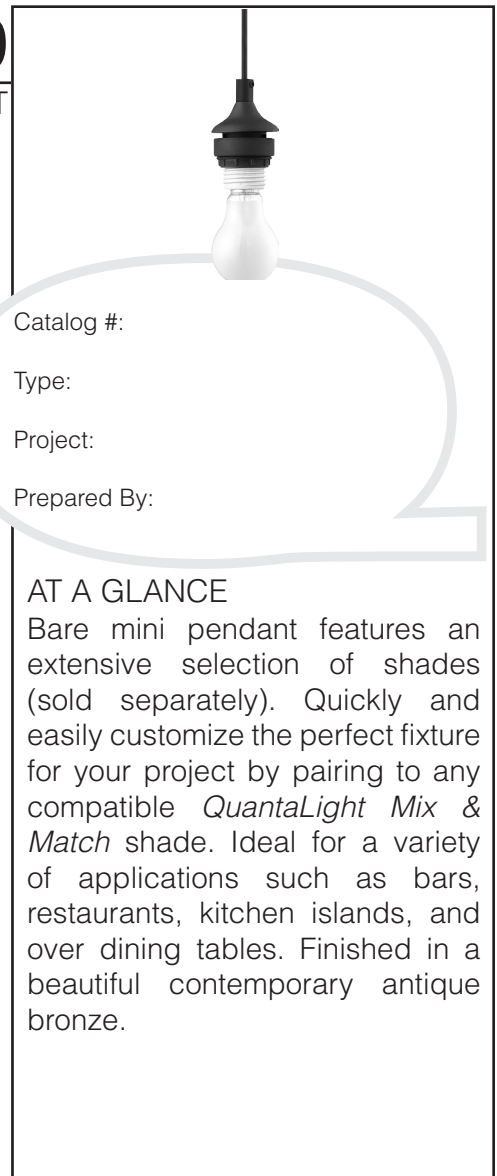 Catalog #:
Type:
Project:
Prepared By:
AT A GLANCE
Bare mini pendant features an
extensive selection of shades
(sold separately). Quickly and
easily customize the perfect fixture
for your project by pairing to any
compatible QuantaLight Mix &
Match shade. Ideal for a variety
of applications such as bars,
restaurants, kitchen islands, and
over dining tables. Finished in a
beautiful contemporary antique
bronze.